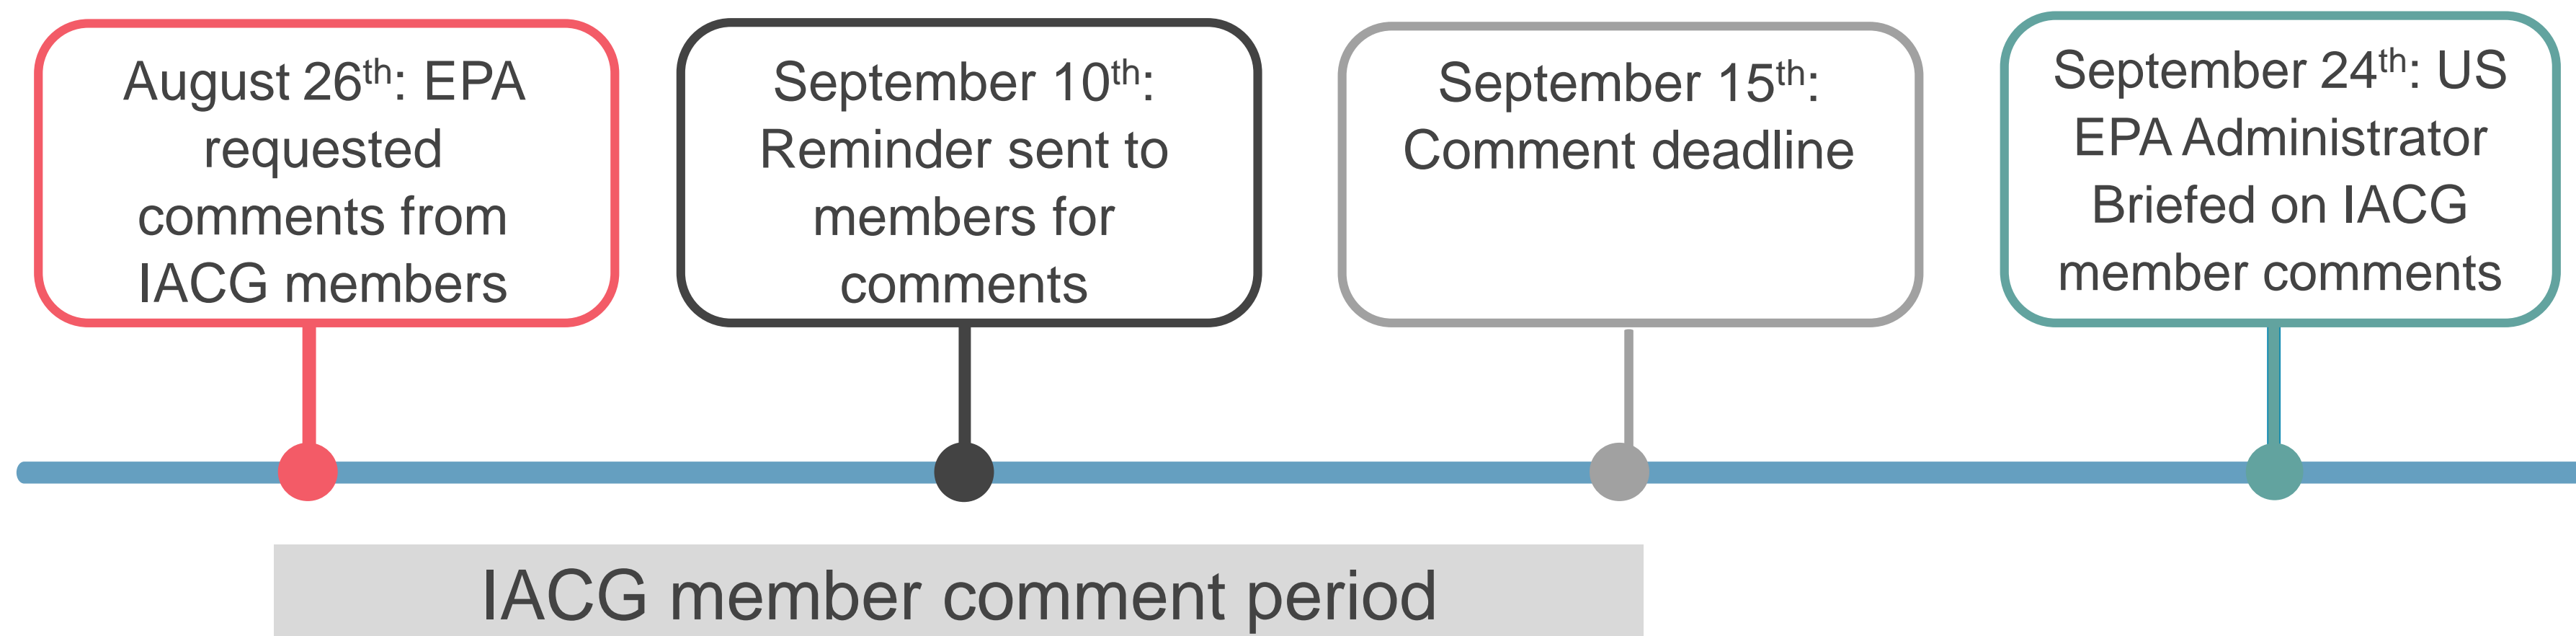 August 26th: EPA
requested
comments from
IACG members
September 10th:
Reminder sent to
members for
comments
September 15th:
Comment deadline
September 24th: US
EPA Administrator
Briefed on IACG
member comments
IACG member comment period